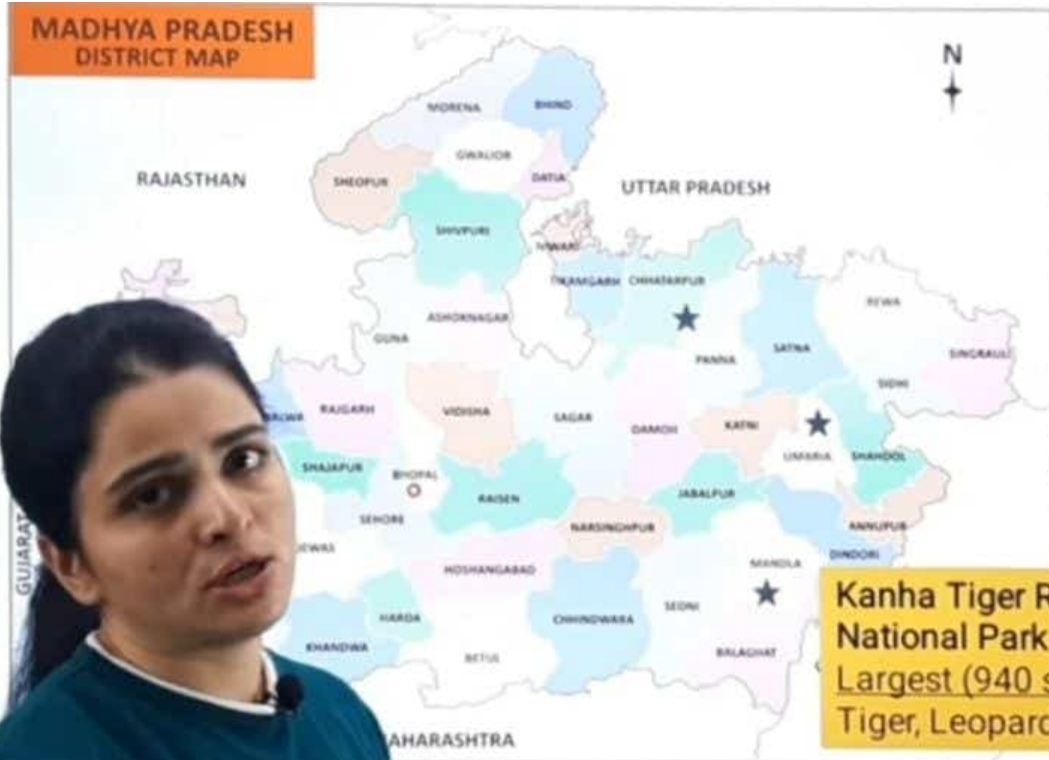 MADHYA PRADESH
DISTRICT MAP
N
MORENA
BHIND
GWALIOR
RAJASTHAN
SHEOPUR
DATIA
UTTAR PRADESH
SHIVPURI
NIWARI
TIKAMGARH
CHHATARPUR
REWA
ASHOKNAGAR
GUNA
PANNA
SATNA
SINGRAULI
SIDHI
RAJGARH
VIDISHA
SAGAR
DAMOH
KATNI
UMARIA
SHAHDOL
SHAJAPUR
BHOPAL
RAISEN
JABALPUR
GUJARAT
SEHORE
NARSINGHPUR
ANNUPUR
EWAS
DINDORI
HOSHANGABAD
MANDLA
HARDA
CHHINDWARA
SEONI
KHANDWA
BETUL
BALAGHAT
Kanha Tiger R
National Park
Largest (940 s
Tiger, Leopard
AHARASHTRA